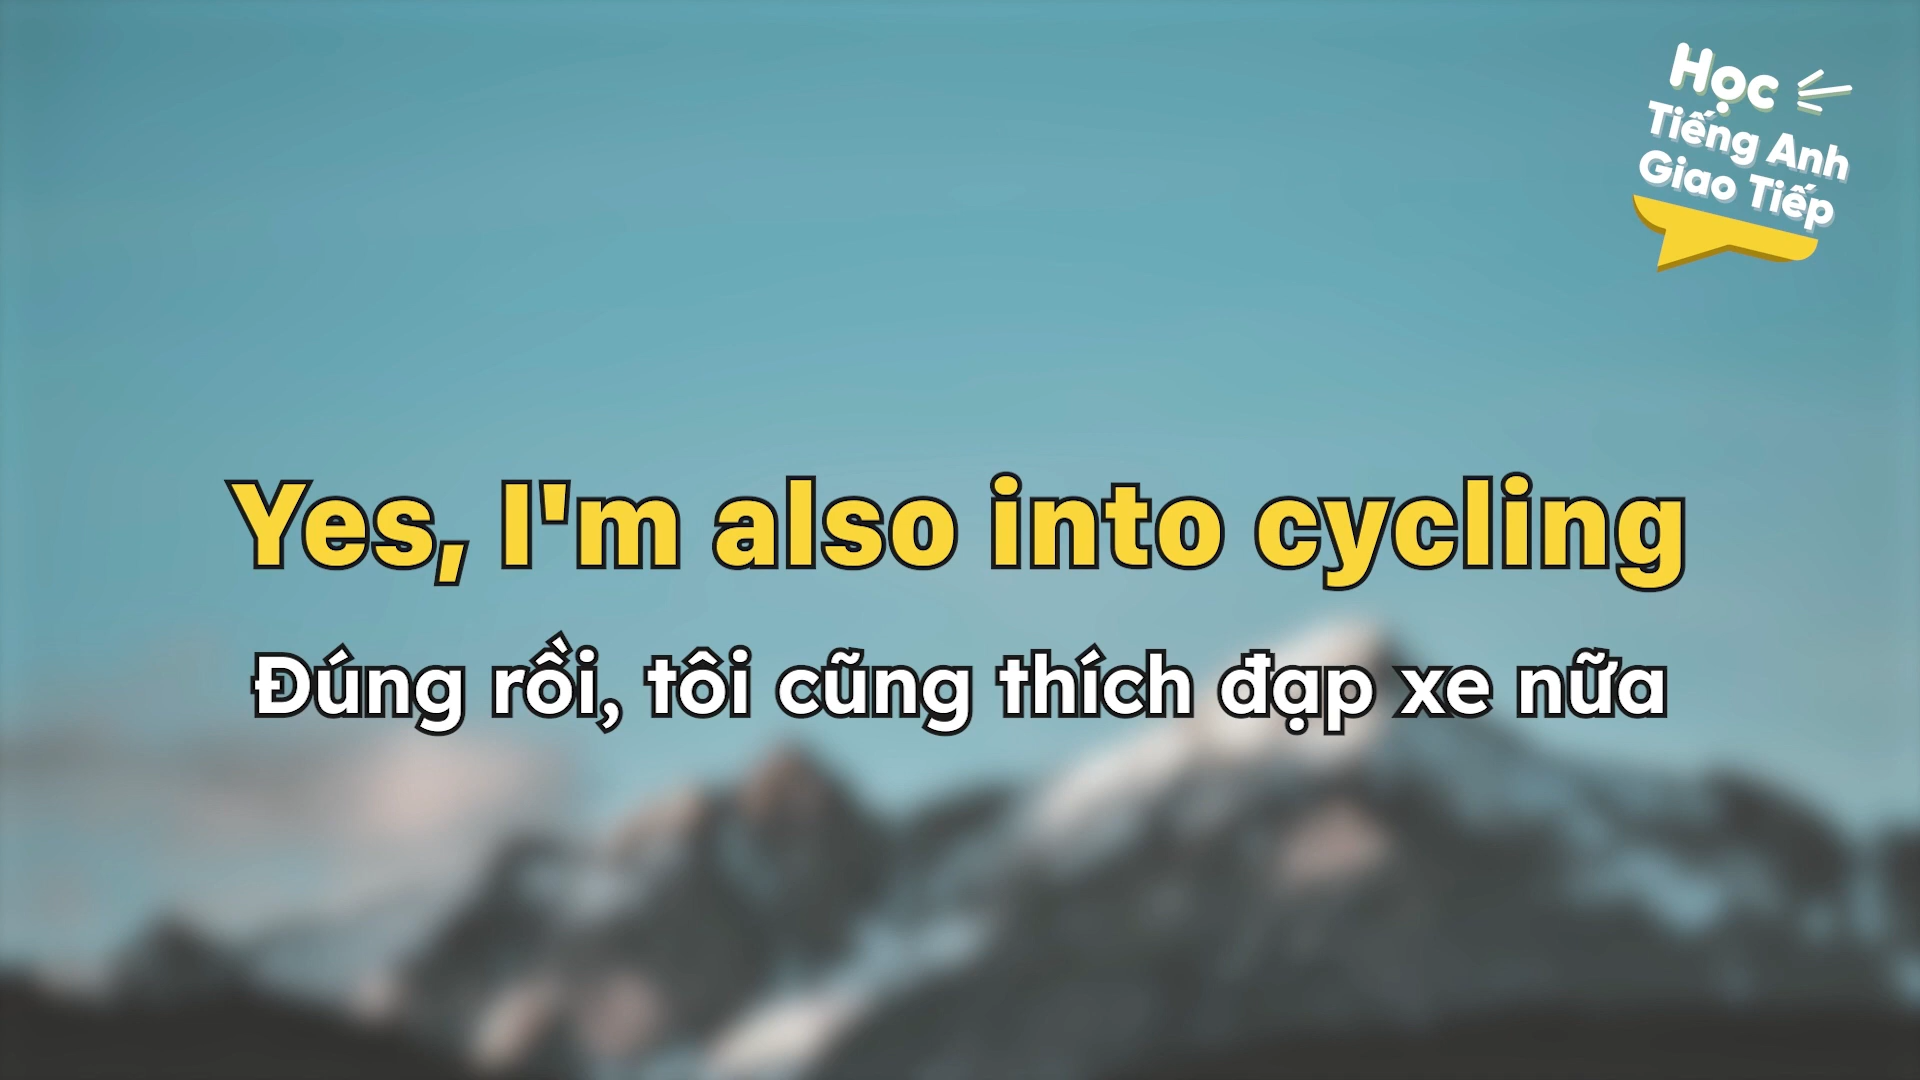 Học
Tiếng Anh
Giao Tiếp
Yes, I'm also into cycling
Đúng rồi, tôi cũng thích đạp xe nữa